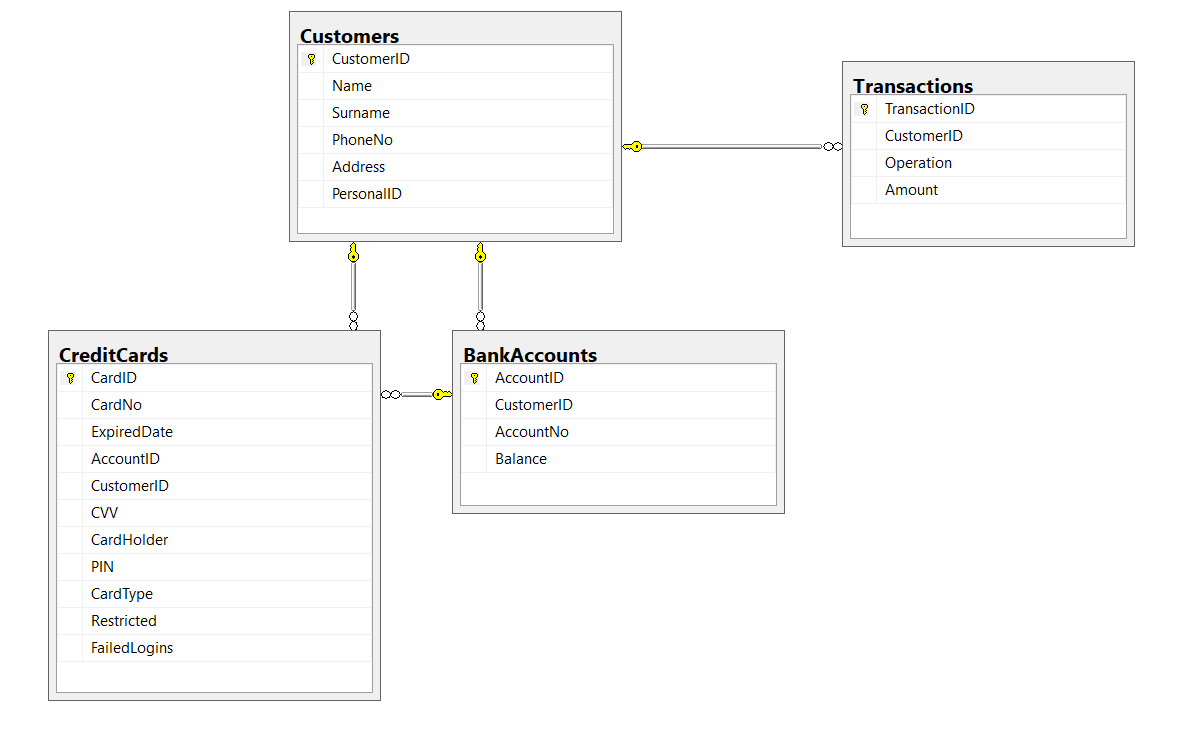 Customers
CustomerID
Name
Surname
PhoneNo
Address
PersonalID
Transactions
TransactionID
CustomerID
Operation
Amount
CreditCards
CardID
CardNo
ExpiredDate
AccountID
CustomerID
CVV
CardHolder
PIN
CardType
Restricted
FailedLogins
BankAccounts
AccountID
CustomerID
AccountNo
Balance